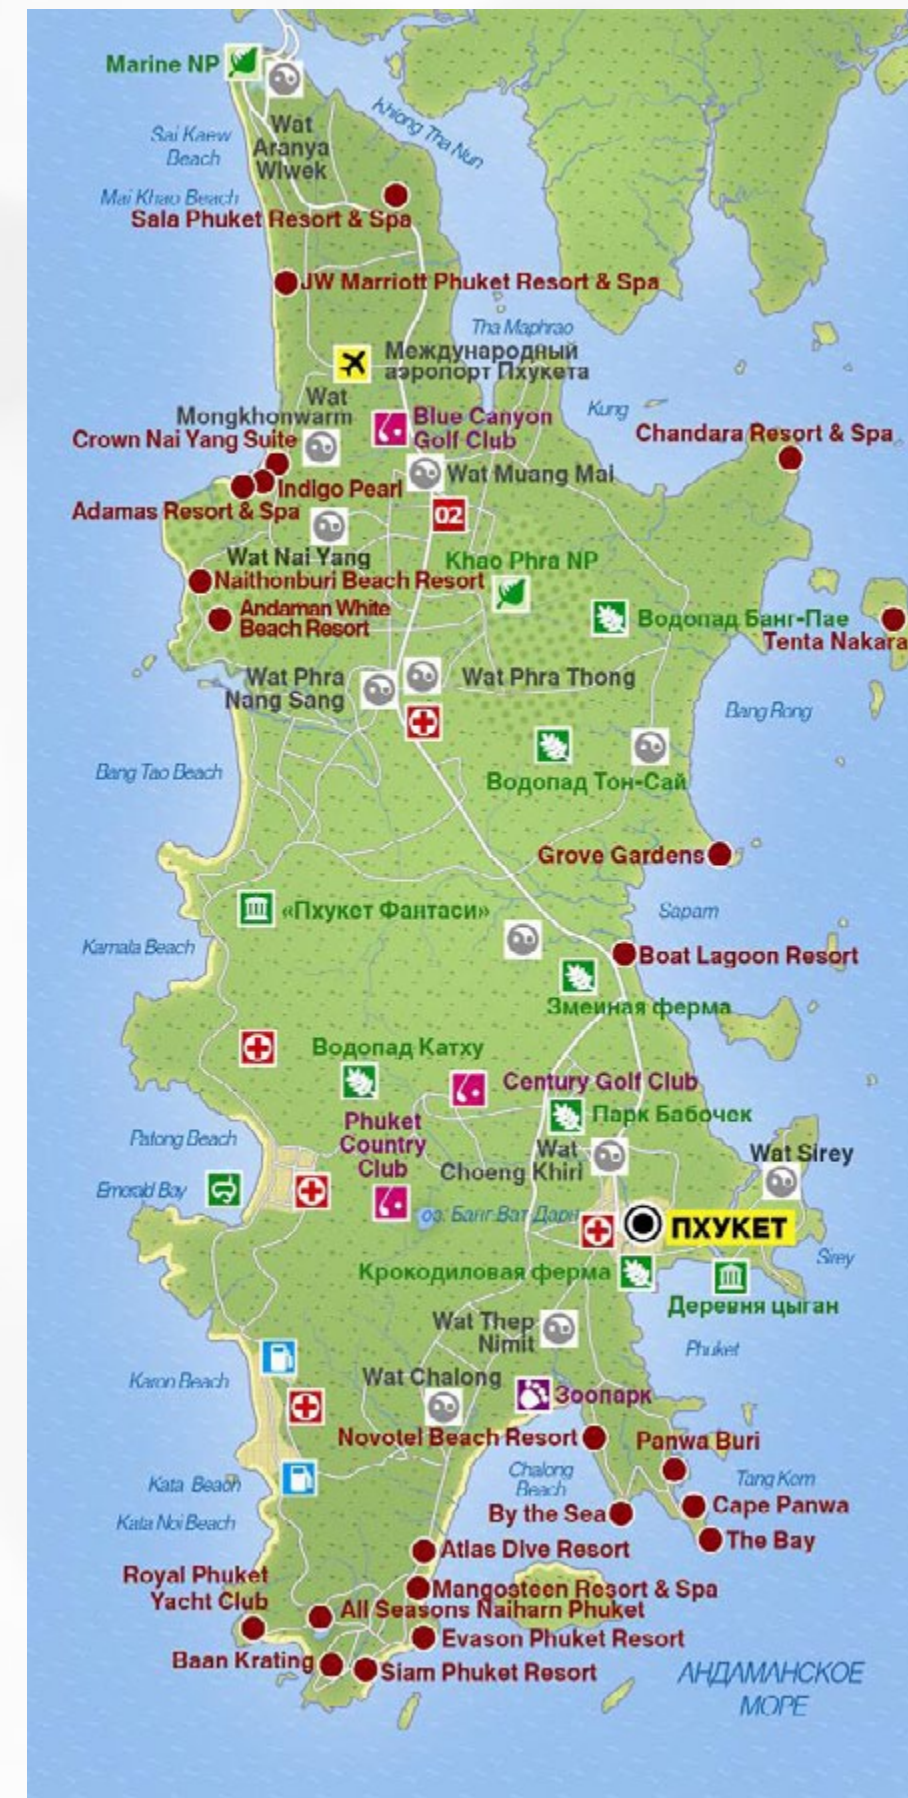 Marine NP
Khlong Tha Nun
Sai Kaew
Beach
Wat
Aranya
Wiwek
Mai Khao Beach
Sala Phuket Resort & Spa
JW Marriott Phuket Resort & Spa
Tha Maphrao
Международный
аэропорт Пхукета
Wat
Mongkhonwarm
Kung
Blue Canyon
Golf Club
Crown Nai Yang Suite
Chandara Resort & Spa
Wat Muang Mai
Indigo Pearl
Adamas Resort & Spa
02
Wat Nai Yang
Khao Phra NP
Naithonburi Beach Resort
Andaman White
Beach Resort
Водопад Банг-Пае
Tenta Nakara
Wat Phra
Nang Sang
Wat Phra Thong
Bang Rong
Bang Tao Beach
Водопад Тон-Сай
Grove Gardens
«Пхукет Фантаси»
Sapam
Kamala Beach
Boat Lagoon Resort
Змеиная ферма
Водопад Катху
Century Golf Club
Парк Бабочек
Phuket
Country
Club
Patong Beach
Wat
Choeng Khiri
Wat Sirey
Emerald Bay
оз. Банг-Ват-Дарн
ПХУКЕТ
Sirey
Крокодиловая ферма
Деревня цыган
Wat Thep
Nimit
Phuket
Karon Beach
Wat Chalong
Зоопарк
Novotel Beach Resort
Panwa Buri
Chalong
Beach
Tang Kem
Kata Beach
By the Sea
Cape Panwa
Kata Noi Beach
The Bay
Atlas Dive Resort
Royal Phuket
Yacht Club
Mangosteen Resort & Spa
All Seasons Naiharn Phuket
Evason Phuket Resort
Baan Krating
Siam Phuket Resort
АНДАМАНСКОЕ
МОРЕ